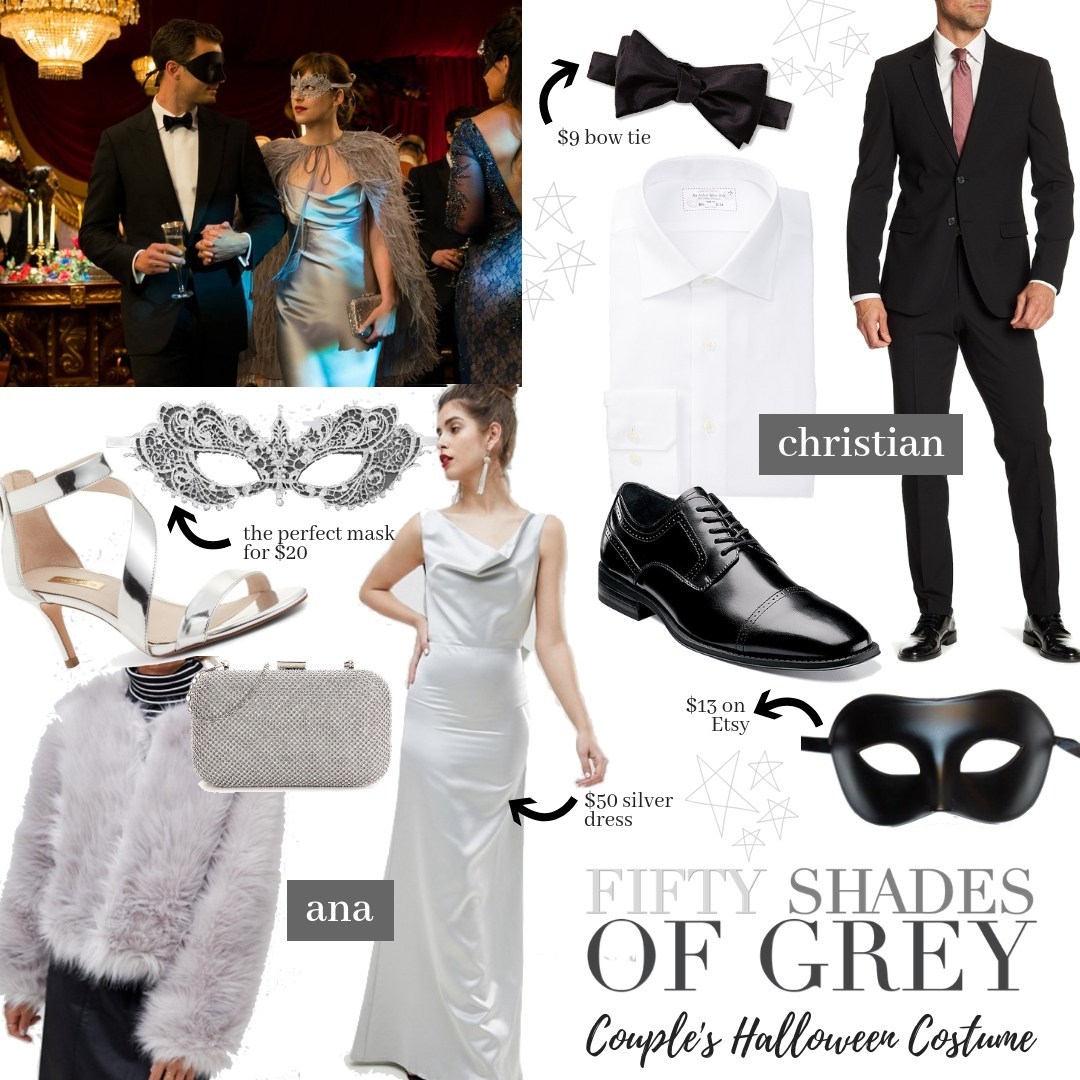 $9 bow tie
christian
the perfect mask
for $20
$13 on
Etsy
$50 silver
dress
ana
FIFTY SHADES
OF GREY
Couple's Halloween Costume